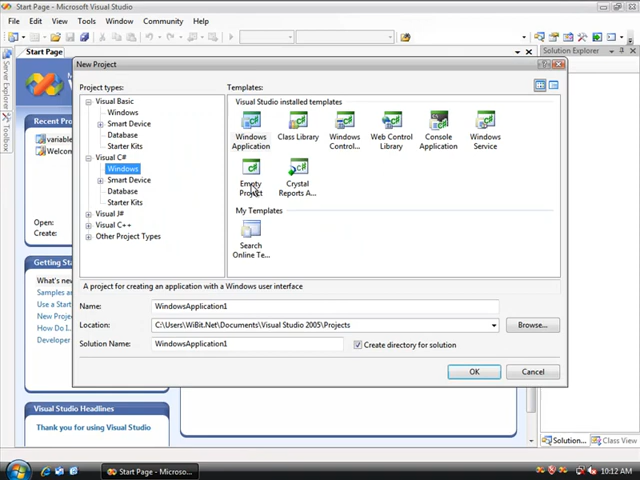 Start Page - Microsoft Visual Studio
File Edit View Tools Window Community Help
Start Page
Solution Explorer
Server Explorer
Toolbox
New Project
Project types:
Templates:
Visual Basic
Windows
Smart Device
Database
Starter Kits
Visual C#
Windows
Smart Device
Database
Starter Kits
Visual J#
Visual C++
Other Project Types
Visual Studio installed templates
Windows Application
Class Library
Windows Control...
Web Control Library
Console Application
Windows Service
Empty Project
Crystal Reports A...
My Templates
Search Online Te...
A project for creating an application with a Windows user interface
Name:
WindowsApplication1
Location:
C:\Users\WiBit.Net\Documents\Visual Studio 2005\Projects
Browse...
Solution Name:
WindowsApplication1
Create directory for solution
OK
Cancel
Recent Pro
variable
Welcom
Open:
Create:
Getting Sta
What's new
Samples a
Use a Start
New Projec
How Do I
Developer
Visual Studio Headlines
Thank you for using Visual Studio
Solution...
Class View
Start Page - Microso...
10:12 AM